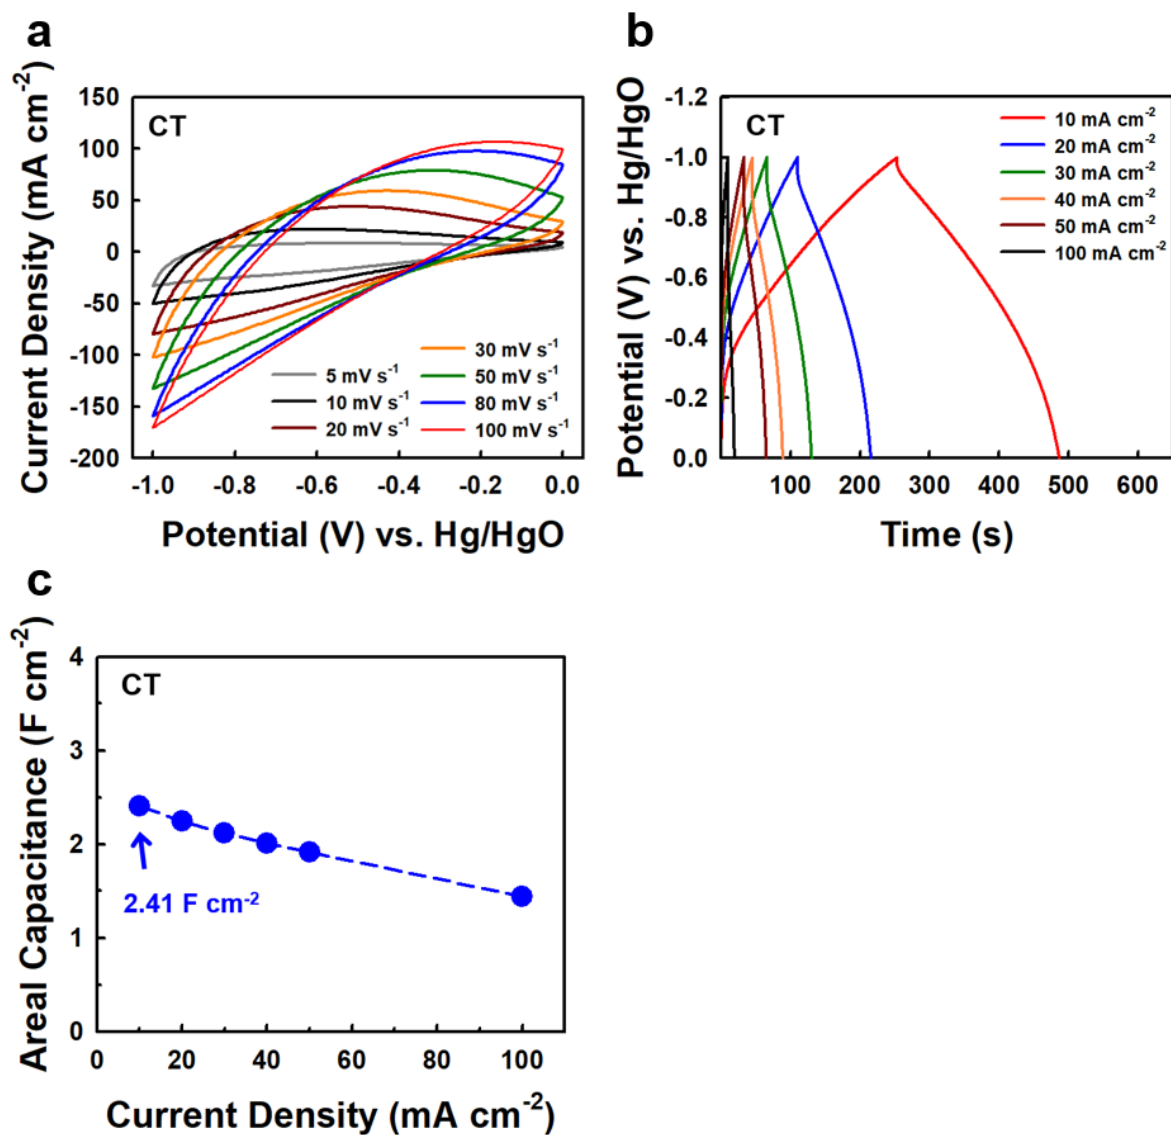 a
Current Density (mA cm⁻²)
150
100
50
0
-50
-100
-150
-200
CT
5 mV s⁻¹
10 mV s⁻¹
20 mV s⁻¹
30 mV s⁻¹
50 mV s⁻¹
80 mV s⁻¹
100 mV s⁻¹
-1.0 -0.8 -0.6 -0.4 -0.2 0.0
Potential (V) vs. Hg/HgO
b
Potential (V) vs. Hg/HgO
-1.2
-1.0
-0.8
-0.6
-0.4
-0.2
0.0
CT
10 mA cm⁻²
20 mA cm⁻²
30 mA cm⁻²
40 mA cm⁻²
50 mA cm⁻²
100 mA cm⁻²
100 200 300 400 500 600
Time (s)
c
Areal Capacitance (F cm⁻²)
4
3
2
1
0
CT
2.41 F cm⁻²
0 20 40 60 80 100
Current Density (mA cm⁻²)